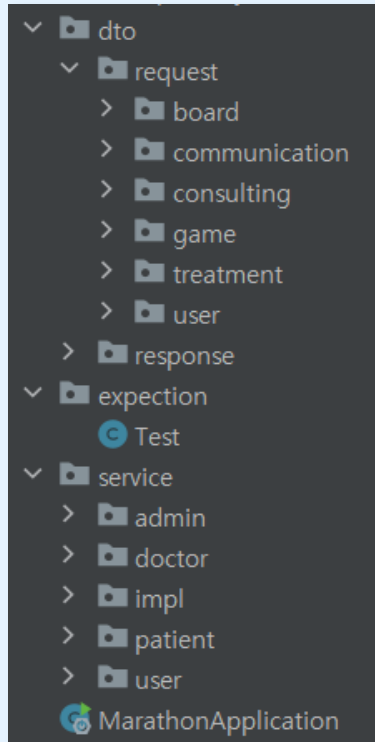 dto
request
board
communication
consulting
game
treatment
user
response
expection
Test
service
admin
doctor
impl
patient
user
MarathonApplication